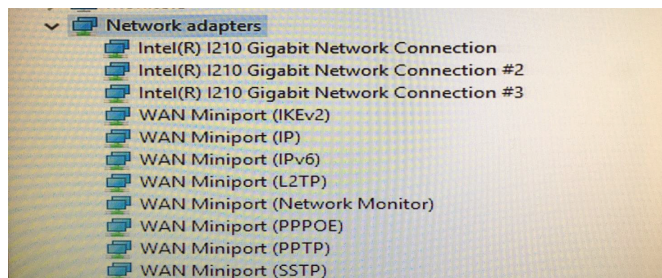 Network adapters
Intel(R) I210 Gigabit Network Connection
Intel(R) I210 Gigabit Network Connection #2
Intel(R) I210 Gigabit Network Connection #3
WAN Miniport (IKEv2)
WAN Miniport (IP)
WAN Miniport (IPv6)
WAN Miniport (L2TP)
WAN Miniport (Network Monitor)
WAN Miniport (PPPOE)
WAN Miniport (PPTP)
WAN Miniport (SSTP)